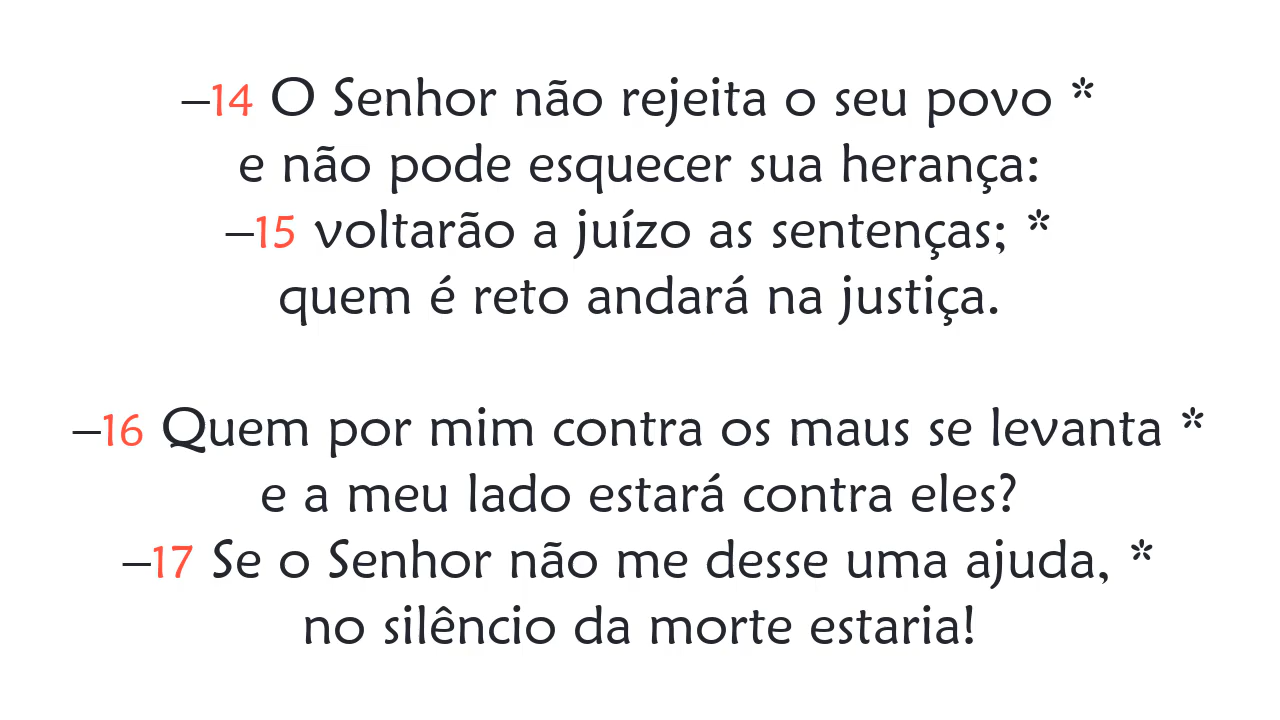 –14 O Senhor não rejeita o seu povo *
e não pode esquecer sua herança:
–15 voltarão a juízo as sentenças; *
quem é reto andará na justiça.
–16 Quem por mim contra os maus se levanta *
e a meu lado estará contra eles?
–17 Se o Senhor não me desse uma ajuda, *
no silêncio da morte estaria!